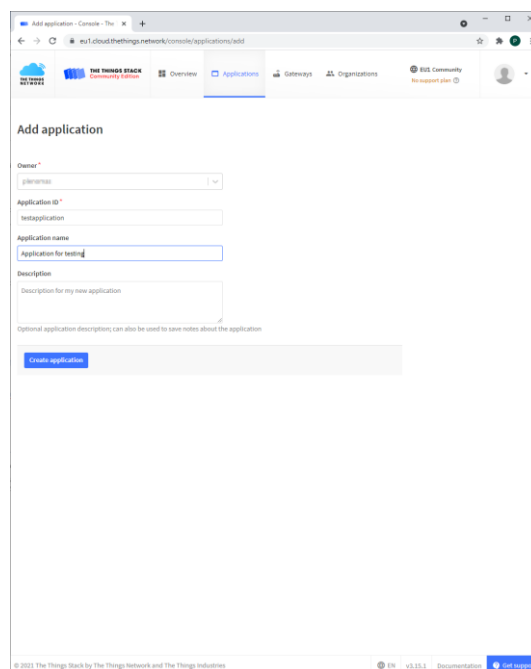 Add application - Console - The
eu1.cloud.thethings.network/console/applications/add
THE THINGS NETWORK
THE THINGS STACK
Community Edition
Overview
Applications
Gateways
Organizations
EU1 Community
No support plan
Add application
Owner *
Application ID *
testapplication
Application name
Application for testing
Description
Description for my new application
Optional application description; can also be used to save notes about the application
Create application
© 2021 The Things Stack by The Things Network and The Things Industries
EN
v3.15.1
Documentation
Get suppo